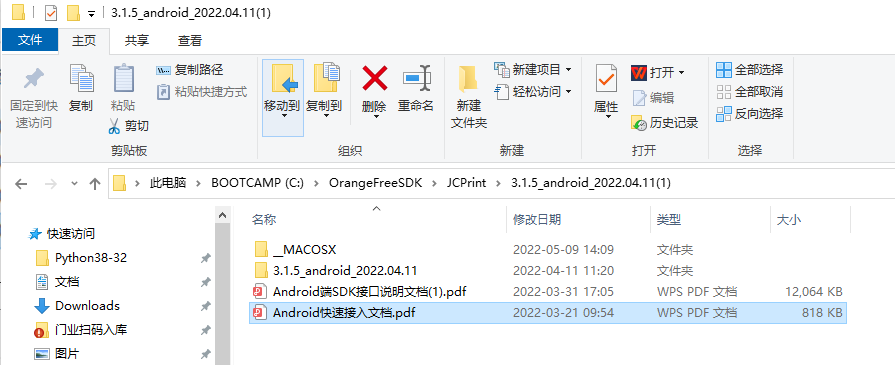 3.1.5_android_2022.04.11(1)
文件 主页 共享 查看
固定到快速访问
复制
粘贴
复制路径
粘贴快捷方式
剪切
剪贴板
移动到
复制到
删除
重命名
组织
新建文件夹
新建项目
轻松访问
新建
属性
打开
编辑
历史记录
打开
全部选择
全部取消
反向选择
选择
此电脑 BOOTCAMP (C:) OrangeFreeSDK JCPrint 3.1.5_android_2022.04.11(1)
快速访问
Python38-32
文档
Downloads
门业扫码入库
图片
名称 修改日期 类型 大小
__MACOSX 2022-05-09 14:09 文件夹
3.1.5_android_2022.04.11 2022-04-11 11:20 文件夹
Android端SDK接口说明文档(1).pdf 2022-03-31 17:05 WPS PDF 文档 12,064 KB
Android快速接入文档.pdf 2022-03-21 09:54 WPS PDF 文档 818 KB